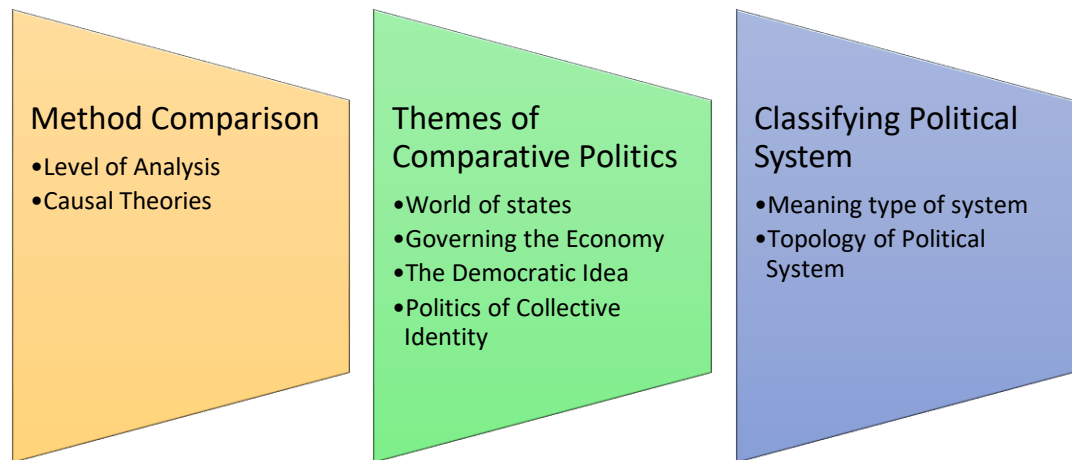 Method Comparison
•Level of Analysis
•Causal Theories
Themes of
Comparative Politics
•World of states
•Governing the Economy
•The Democratic Idea
•Politics of Collective
Identity
Classifying Political
System
•Meaning type of system
•Topology of Political
System